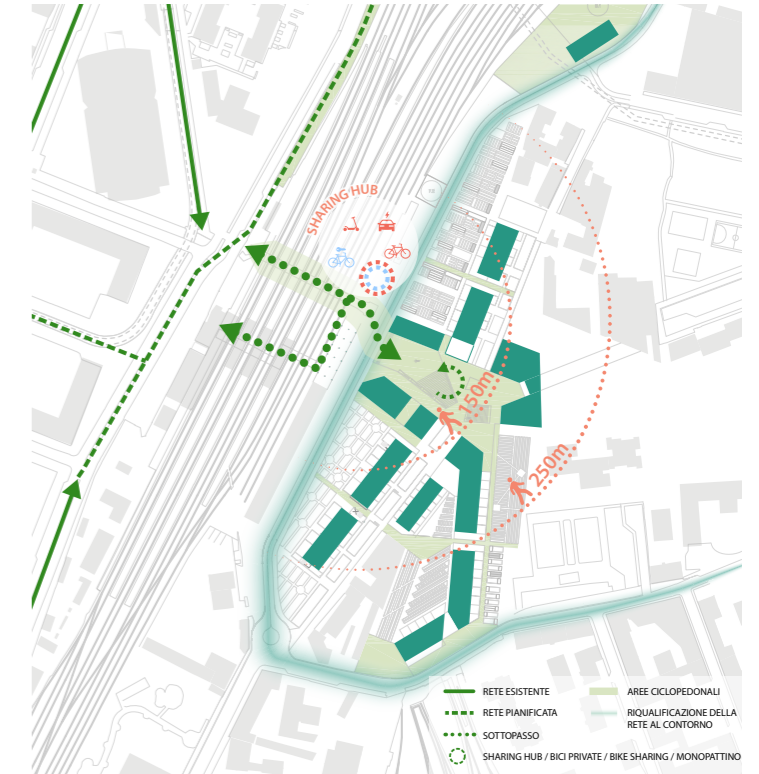 SHARING HUB
150m
250m
RETE ESISTENTE
RETE PIANIFICATA
SOTTOPASSO
SHARING HUB / BICI PRIVATE / BIKE SHARING / MONOPATTINO
AREE CICLOPEDONALI
RIQUALIFICAZIONE DELLA
RETE AL CONTORNO